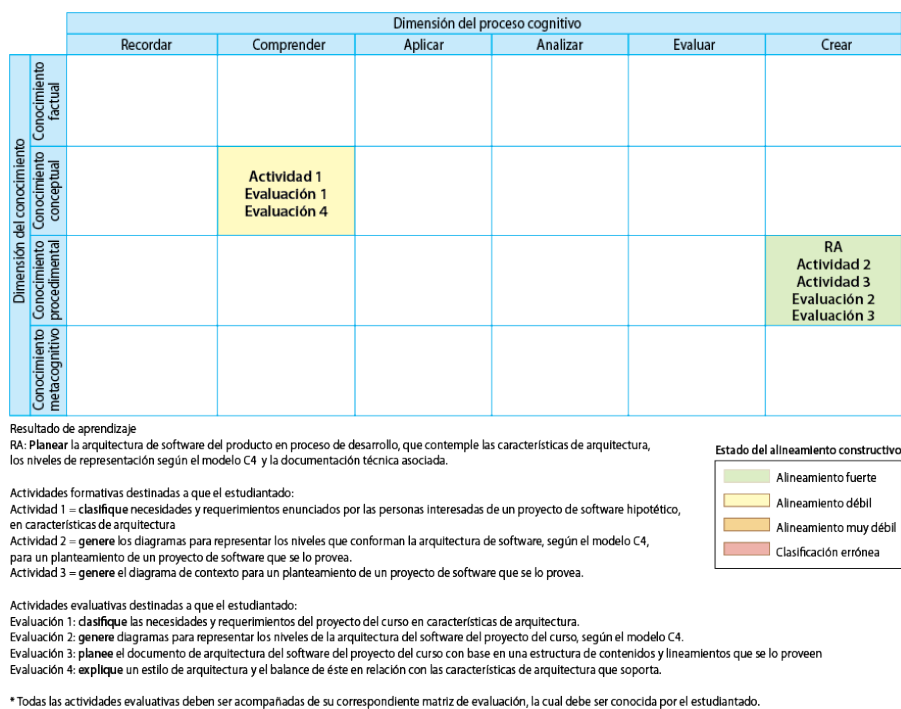 Dimensión del proceso cognitivo
Recordar Comprender Aplicar Analizar Evaluar Crear
Dimensión del conocimiento
Conocimiento
factual
Conocimiento
conceptual
Actividad 1
Evaluación 1
Evaluación 4
Conocimiento
procedimental
RA
Actividad 2
Actividad 3
Evaluación 2
Evaluación 3
Conocimiento
metacognitivo
Resultado de aprendizaje
RA: Planear la arquitectura de software del producto en proceso de desarrollo, que contemple las características de arquitectura,
los niveles de representación según el modelo C4 y la documentación técnica asociada.
Actividades formativas destinadas a que el estudiantado:
Actividad 1 = clasifique necesidades y requerimientos enunciados por las personas interesadas de un proyecto de software hipotético,
en características de arquitectura
Actividad 2 = genere los diagramas para representar los niveles que conforman la arquitectura de software, según el modelo C4,
para un planteamiento de un proyecto de software que se lo provea.
Actividad 3 = genere el diagrama de contexto para un planteamiento de un proyecto de software que se lo provea.
Estado del alineamiento constructivo
Alineamiento fuerte
Alineamiento débil
Alineamiento muy débil
Clasificación errónea
Actividades evaluativas destinadas a que el estudiantado:
Evaluación 1: clasifique las necesidades y requerimientos del proyecto del curso en características de arquitectura.
Evaluación 2: genere diagramas para representar los niveles de la arquitectura del software del proyecto del curso, según el modelo C4.
Evaluación 3: planee el documento de arquitectura del software del proyecto del curso con base en una estructura de contenidos y lineamientos que se lo proveen
Evaluación 4: explique un estilo de arquitectura y el balance de éste en relación con las características de arquitectura que soporta.
* Todas las actividades evaluativas deben ser acompañadas de su correspondiente matriz de evaluación, la cual debe ser conocida por el estudiantado.